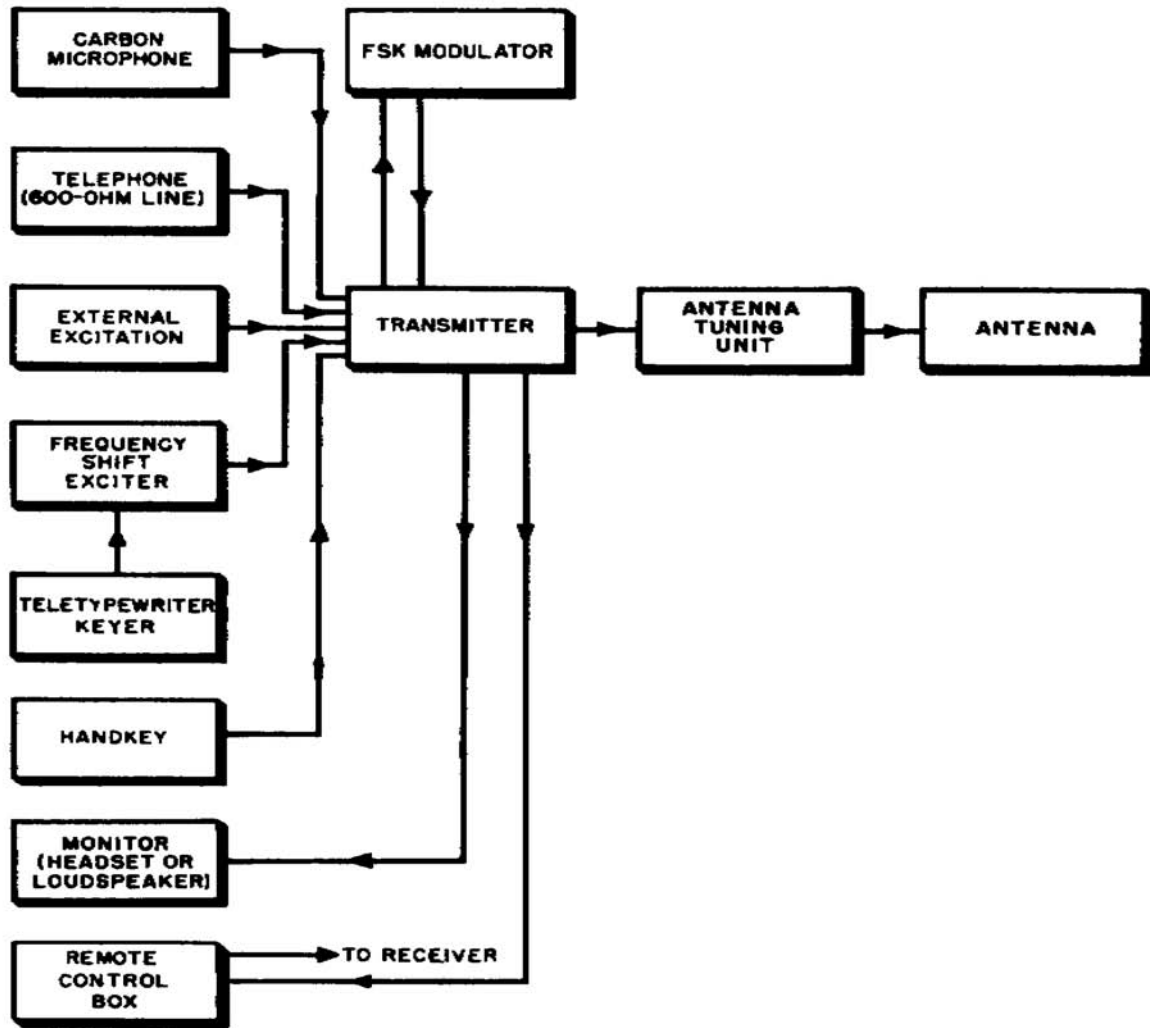 CARBON
MICROPHONE
FSK MODULATOR
TELEPHONE
(600-OHM LINE)
EXTERNAL
EXCITATION
TRANSMITTER
ANTENNA
TUNING
UNIT
ANTENNA
FREQUENCY
SHIFT
EXCITER
TELETYPEWRITER
KEYER
HANDKEY
MONITOR
(HEADSET OR
LOUDSPEAKER)
REMOTE
CONTROL
BOX
TO RECEIVER